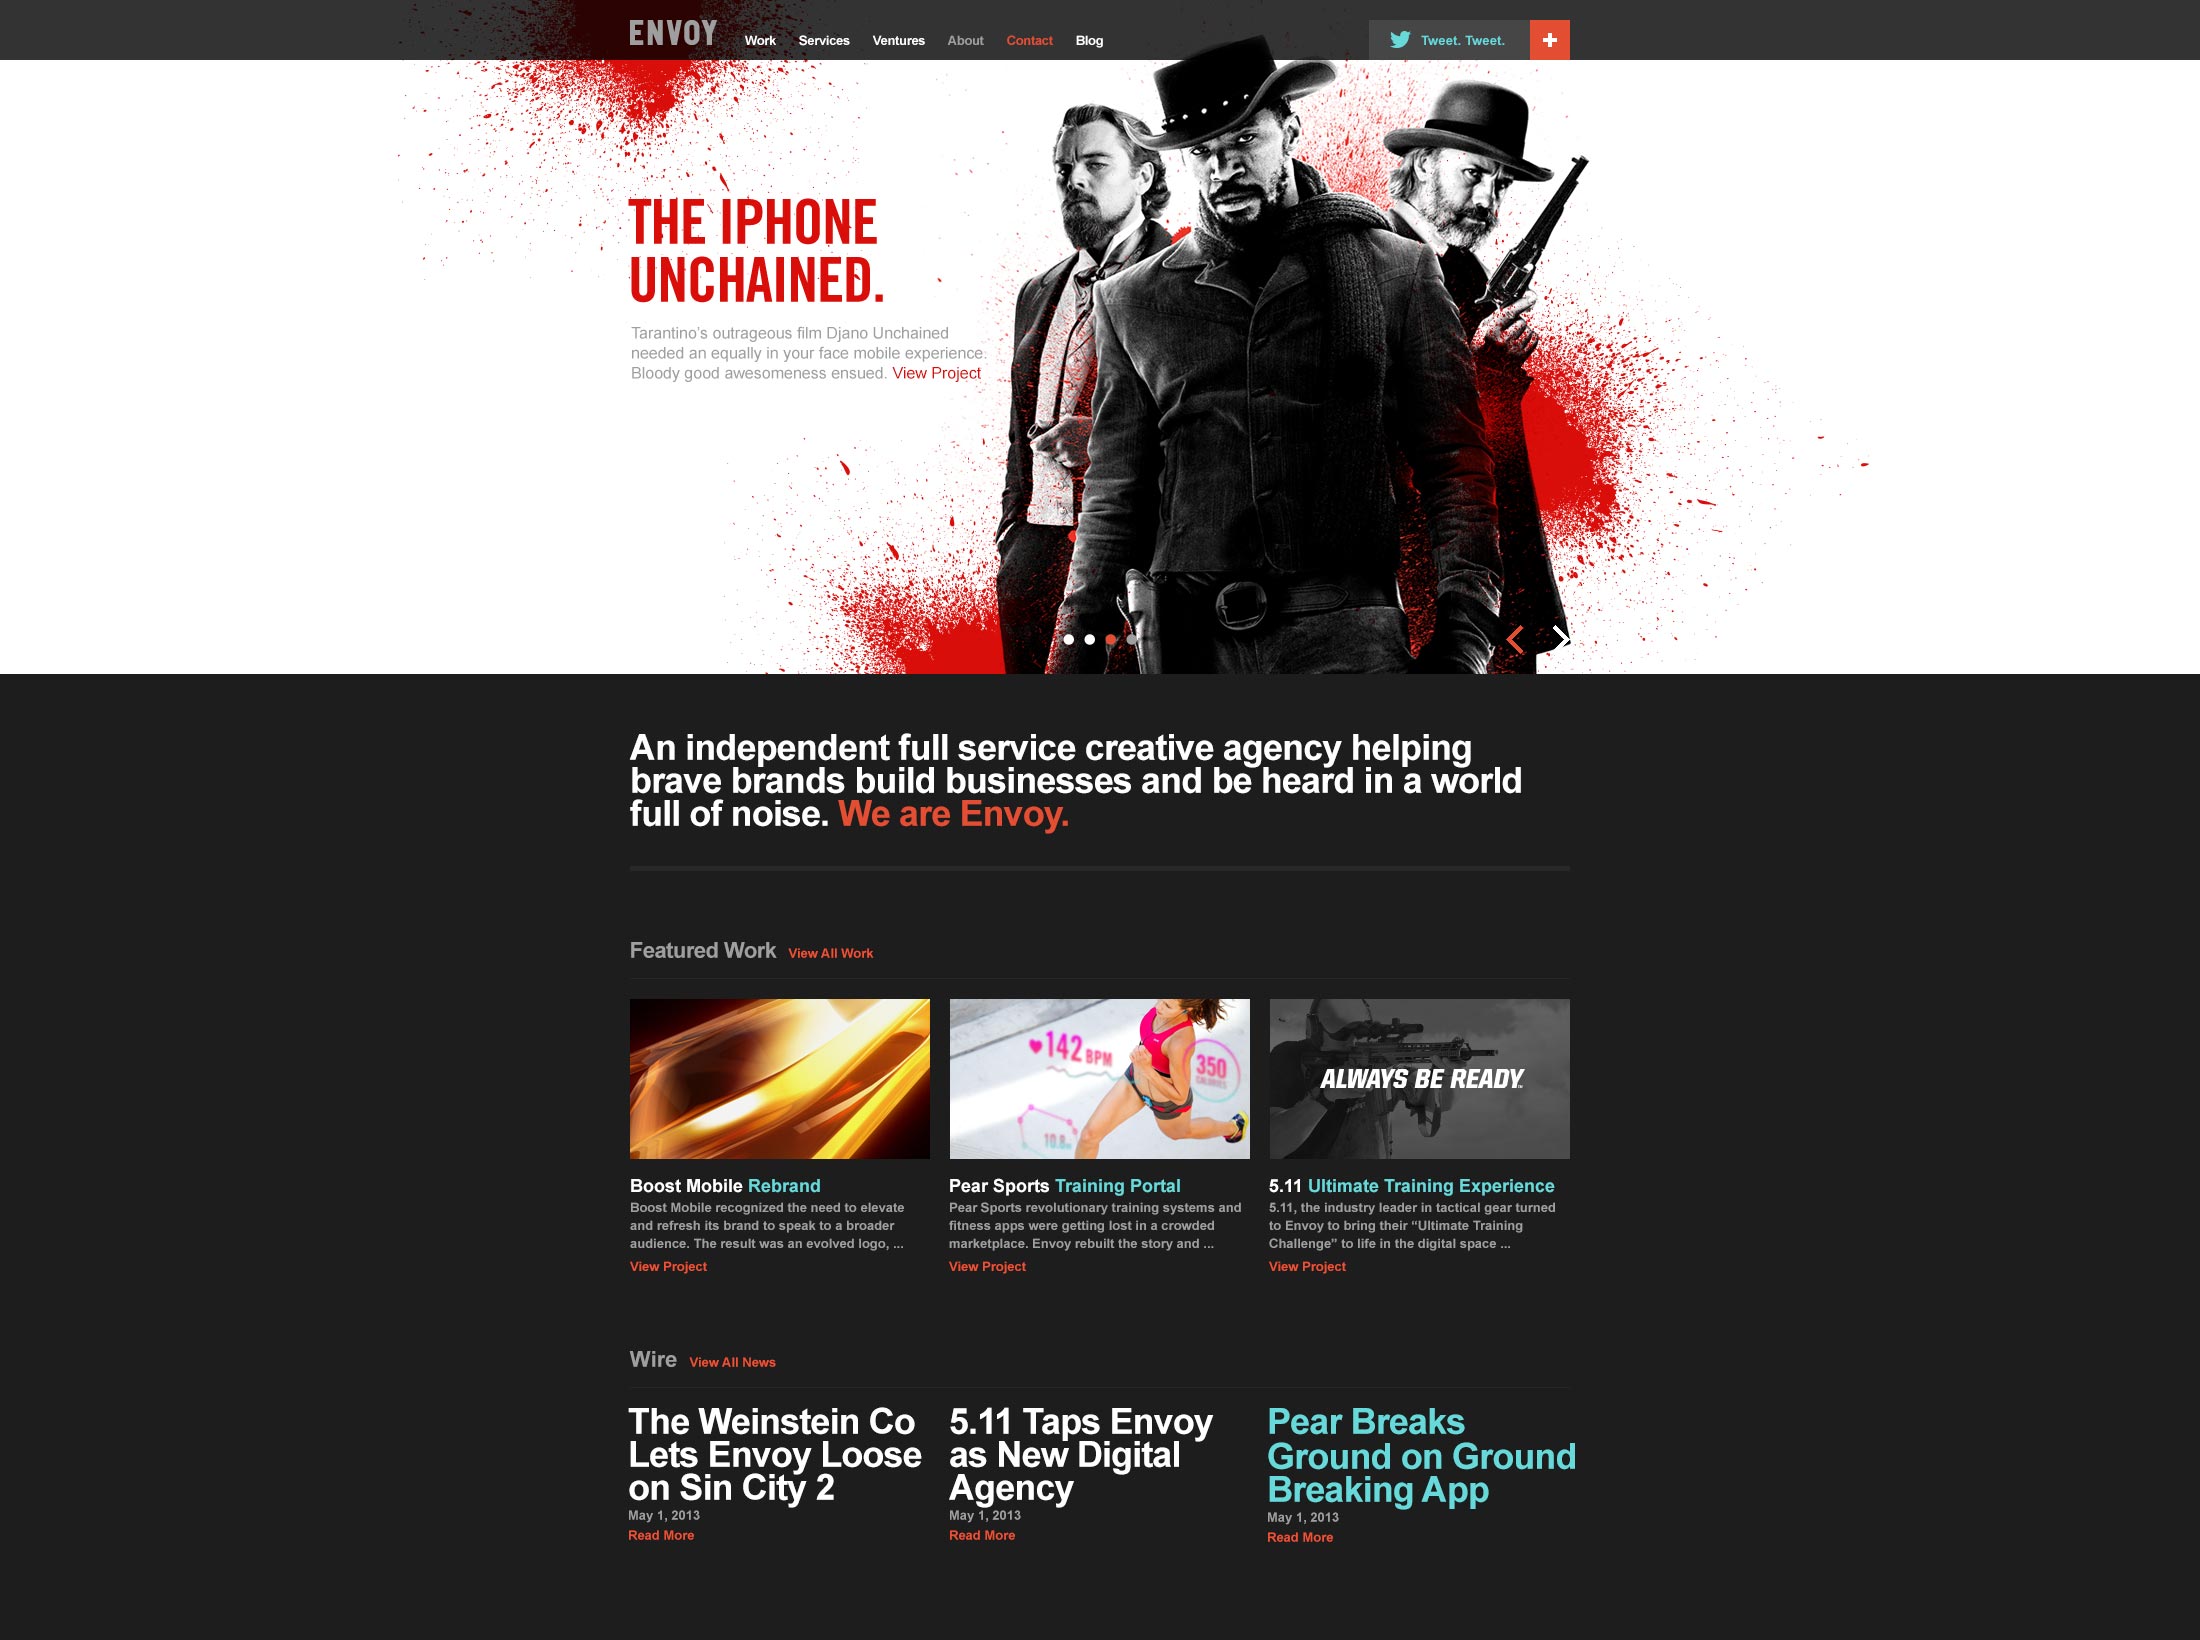 ENVOY
Work Services Ventures About Contact Blog
Tweet. Tweet.
THE IPHONE
UNCHAINED.
Tarantino’s outrageous film Djano Unchained
needed an equally in your face mobile experience.
Bloody good awesomeness ensued. View Project
An independent full service creative agency helping
brave brands build businesses and be heard in a world
full of noise. We are Envoy.
Featured Work View All Work
142 BPM
350
CALORIES
10.8
ALWAYS BE READY
Boost Mobile Rebrand
Boost Mobile recognized the need to elevate
and refresh its brand to speak to a broader
audience. The result was an evolved logo, ...
View Project
Pear Sports Training Portal
Pear Sports revolutionary training systems and
fitness apps were getting lost in a crowded
marketplace. Envoy rebuilt the story and ...
View Project
5.11 Ultimate Training Experience
5.11, the industry leader in tactical gear turned
to Envoy to bring their “Ultimate Training
Challenge” to life in the digital space ...
View Project
Wire View All News
The Weinstein Co
Lets Envoy Loose
on Sin City 2
May 1, 2013
Read More
5.11 Taps Envoy
as New Digital
Agency
May 1, 2013
Read More
Pear Breaks
Ground on Ground
Breaking App
May 1, 2013
Read More